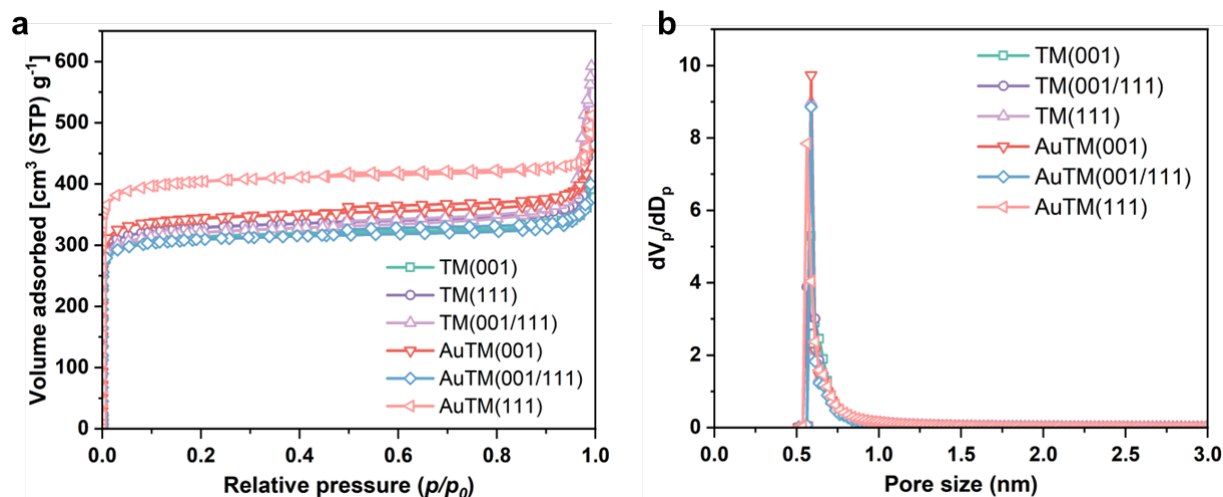 a
Volume adsorbed [cm³ (STP) g⁻¹]
600
500
400
300
200
100
0
TM(001)
TM(111)
TM(001/111)
AuTM(001)
AuTM(001/111)
AuTM(111)
0.0 0.2 0.4 0.6 0.8 1.0
Relative pressure (p/p₀)
b
dVₚ/dDₚ
10
8
6
4
2
0
TM(001)
TM(001/111)
TM(111)
AuTM(001)
AuTM(001/111)
AuTM(111)
0.0 0.5 1.0 1.5 2.0 2.5 3.0
Pore size (nm)